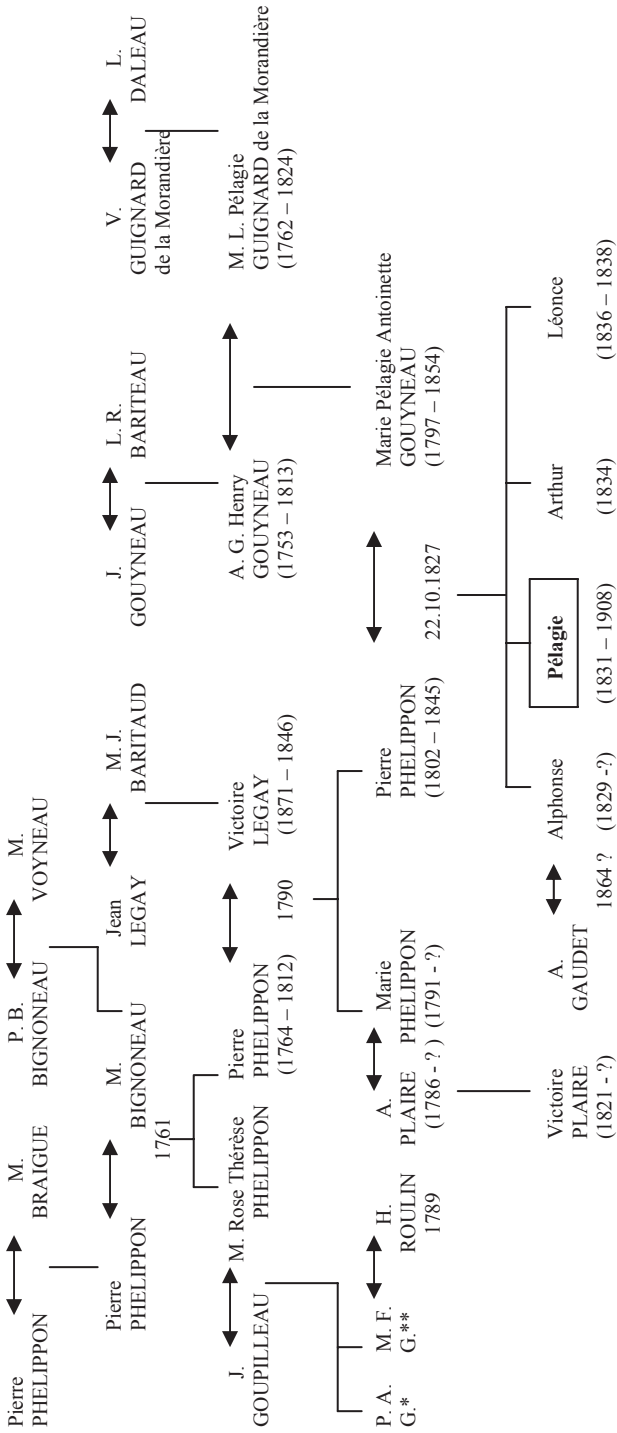 Pierre
PHELIPPON
M.
BRAIGUE
P. B.
BIGNONEAU
M.
VOYNEAU
Pierre
PHELIPPON
M.
BIGNONEAU
Jean
LEGAY
M. J.
BARITAUD
J.
GOUYNEAU
L. R.
BARITEAU
V.
GUIGNARD
de la Morandière
L.
DALEAU
1761
J.
GOUPILLEAU
M. Rose Thérèse
PHELIPPON
Pierre
PHELIPPON
(1764 – 1812)
1790
Victoire
LEGAY
(1871 – 1846)
A. G. Henry
GOUYNEAU
(1753 – 1813)
M. L. Pélagie
GUIGNARD de la Morandière
(1762 – 1824)
P. A.
G.*
M. F.
G.**
H.
ROULIN
1789
A.
PLAIRE
(1786 - ? )
Marie
PHELIPPON
(1791 - ?)
Pierre
PHELIPPON
(1802 – 1845)
22.10.1827
Marie Pélagie Antoinette
GOUYNEAU
(1797 – 1854)
Victoire
PLAIRE
(1821 - ?)
A.
GAUDET
1864 ?
Alphonse
(1829 -?)
Pélagie
(1831 – 1908)
Arthur
(1834)
Léonce
(1836 – 1838)